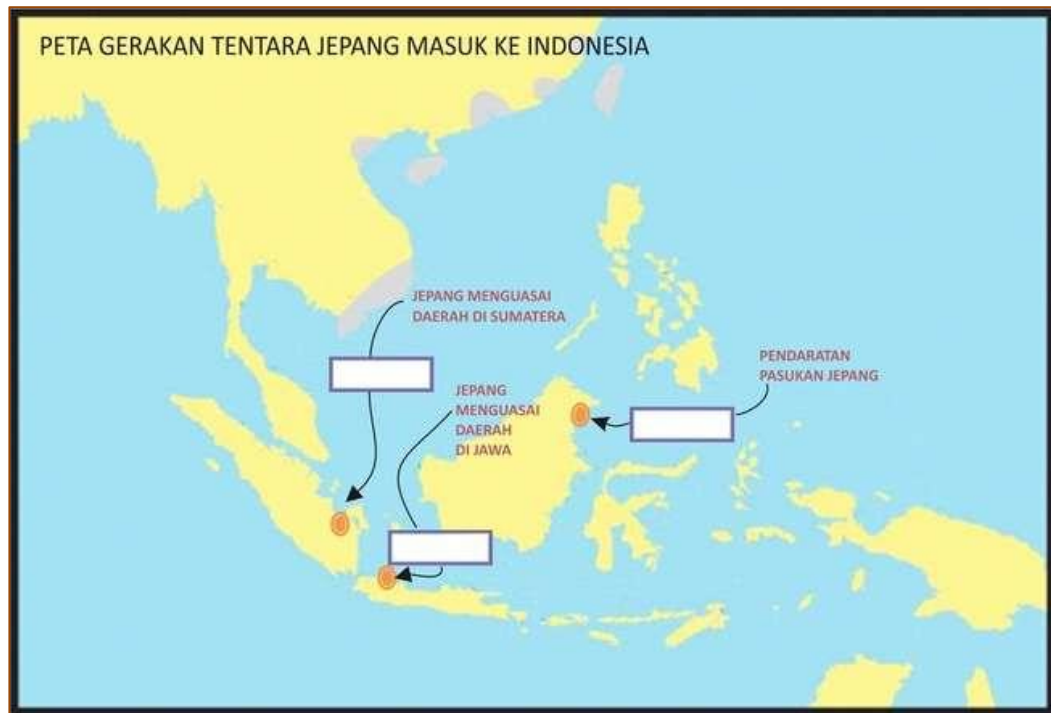 PETA GERAKAN TENTARA JEPANG MASUK KE INDONESIA
JEPANG MENGUASAI
DAERAH DI SUMATERA
JEPANG
MENGUASAI
DAERAH
DI JAWA
PENDARATAN
PASUKAN JEPANG